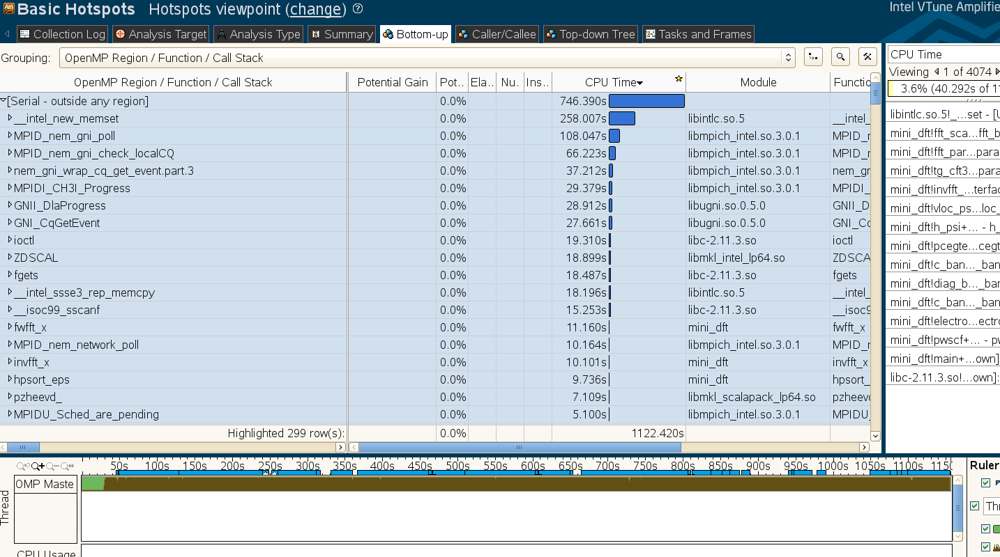 Basic Hotspots Hotspots viewpoint (change) Intel VTune Amplifie
Collection Log Analysis Target Analysis Type Summary Bottom-up Caller/Callee Top-down Tree Tasks and Frames
Grouping: OpenMP Region / Function / Call Stack
OpenMP Region / Function / Call Stack Potential Gain Pot.. Ela.. Nu. Ins.. CPU Time Module Functio
[Serial - outside any region] 0.0% 746.390s
__intel_new_memset 0.0% 258.007s libintlc.so.5 __intel_
MPID_nem_gni_poll 0.0% 108.047s libmpich_intel.so.3.0.1 MPID_n
MPID_nem_gni_check_localCQ 0.0% 66.223s libmpich_intel.so.3.0.1 MPID_n
nem_gni_wrap_cq_get_event.part.3 0.0% 37.212s libmpich_intel.so.3.0.1 nem_gn
MPIDI_CH3I_Progress 0.0% 29.379s libmpich_intel.so.3.0.1 MPIDI_
GNII_DlaProgress 0.0% 28.912s libugni.so.0.5.0 GNII_D
GNI_CqGetEvent 0.0% 27.661s libugni.so.0.5.0 GNI_Cq
ioctl 0.0% 19.310s libc-2.11.3.so ioctl
ZDSCAL 0.0% 18.899s libmkl_intel_lp64.so ZDSCA
fgets 0.0% 18.487s libc-2.11.3.so fgets
__intel_ssse3_rep_memcpy 0.0% 18.196s libintlc.so.5 __intel_
__isoc99_sscanf 0.0% 15.253s libc-2.11.3.so __isoc9
fwfft_x 0.0% 11.160s mini_dft fwfft_x
MPID_nem_network_poll 0.0% 10.164s libmpich_intel.so.3.0.1 MPID_n
invfft_x 0.0% 10.101s mini_dft invfft_x
hpsort_eps 0.0% 9.736s mini_dft hpsort_
pzheevd_ 0.0% 7.109s libmkl_scalapack_lp64.so pzheevd
MPIDU_Sched_are_pending 0.0% 5.100s libmpich_intel.so.3.0.1 MPIDU_
Highlighted 299 row(s): 0.0% 1122.420s
CPU Time
Viewing 1 of 4074
3.6% (40.292s of 11
libintlc.so.5!_...set - [U
mini_dft!fft_sca...fft_b
mini_dft!fft_par...para
mini_dft!tg_cft3...para
mini_dft!invfft_...terfac
mini_dft!vloc_ps...loc_
mini_dft!h_psi+... - h_
mini_dft!pcegte...cegt
mini_dft!c_ban..._ban
mini_dft!diag_b..._ban
mini_dft!c_ban..._ban
mini_dft!electro...ectro
mini_dft!pwscf+... - pw
mini_dft!main+...own]
libc-2.11.3.so!...own]:
50s 100s 150s 200s 250s 300s 350s 400s 450s 500s 550s 600s 650s 700s 750s 800s 850s 900s 950s 1000s 1050s 1100s 115
OMP Maste
Thread
CPU Usage
Ruler
Thr